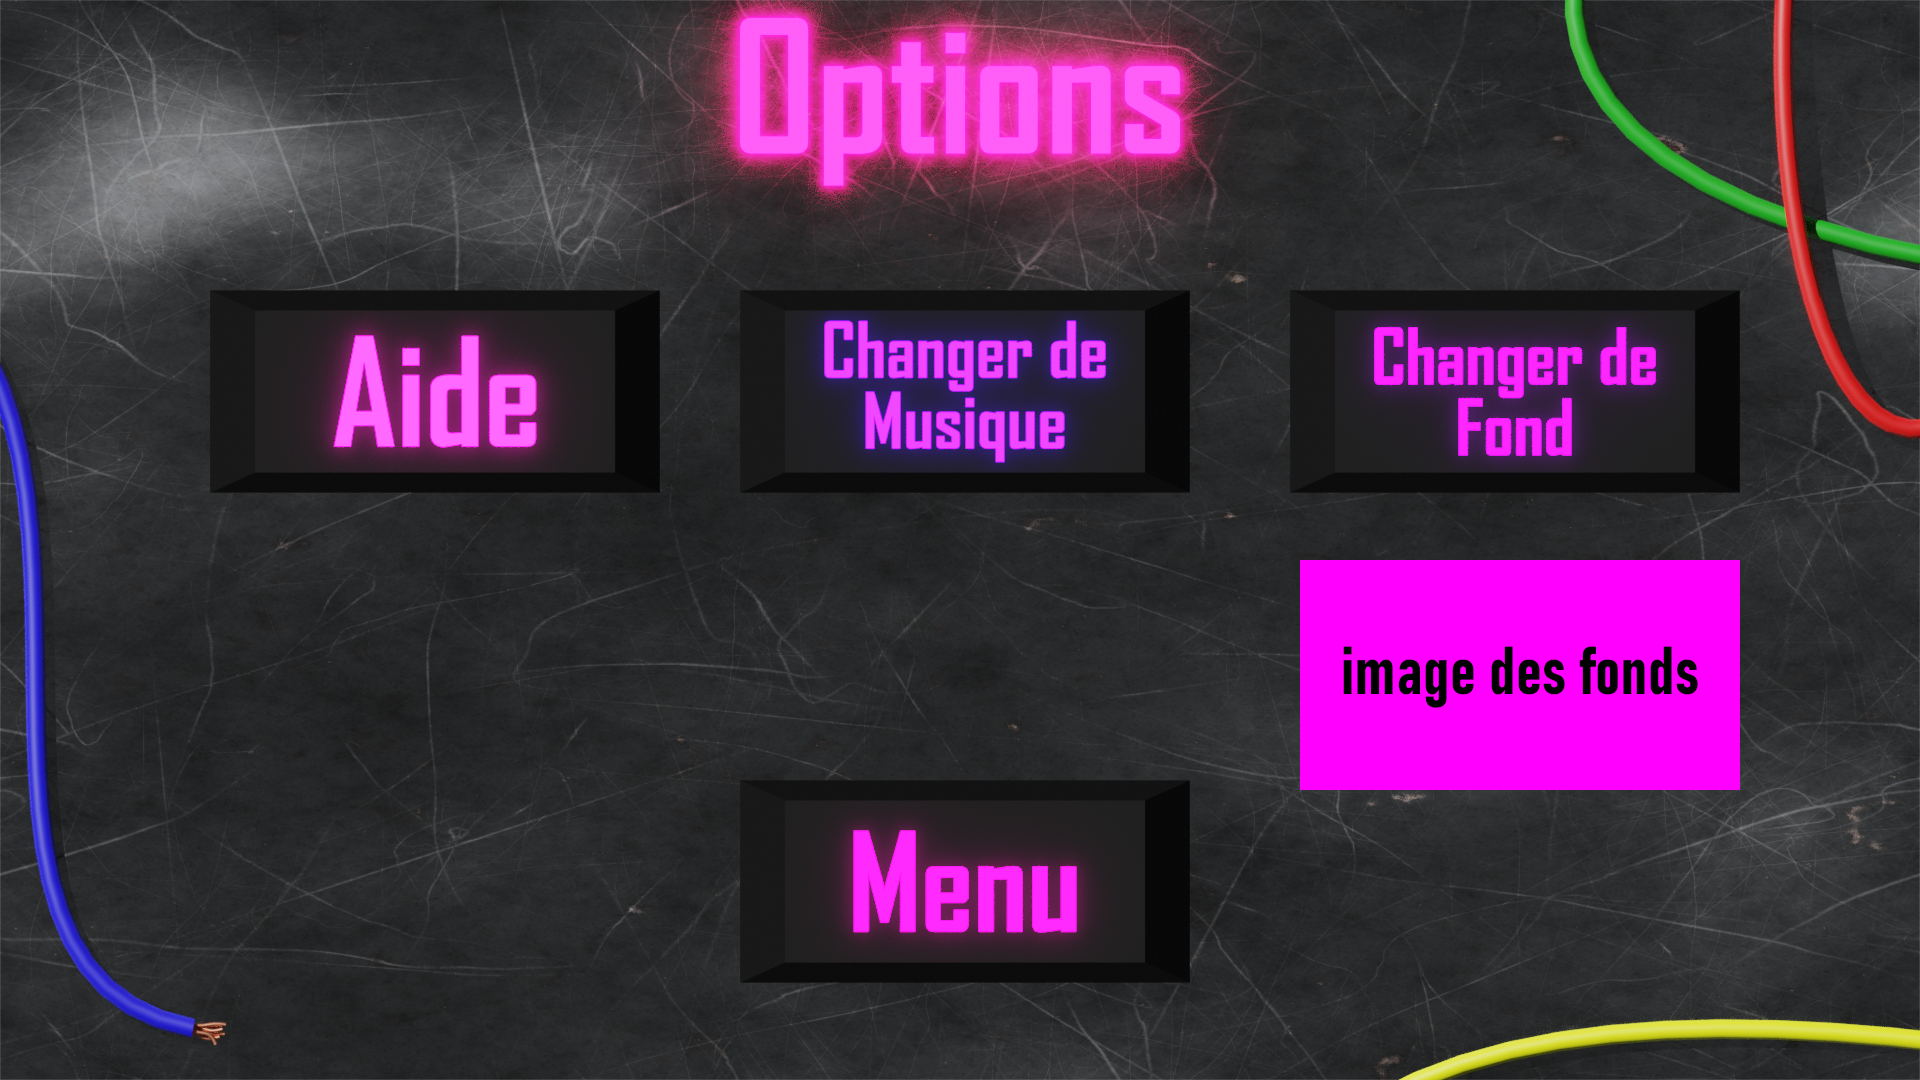 Options
Aide
Changer de
Musique
Changer de
Fond
image des fonds
Menu